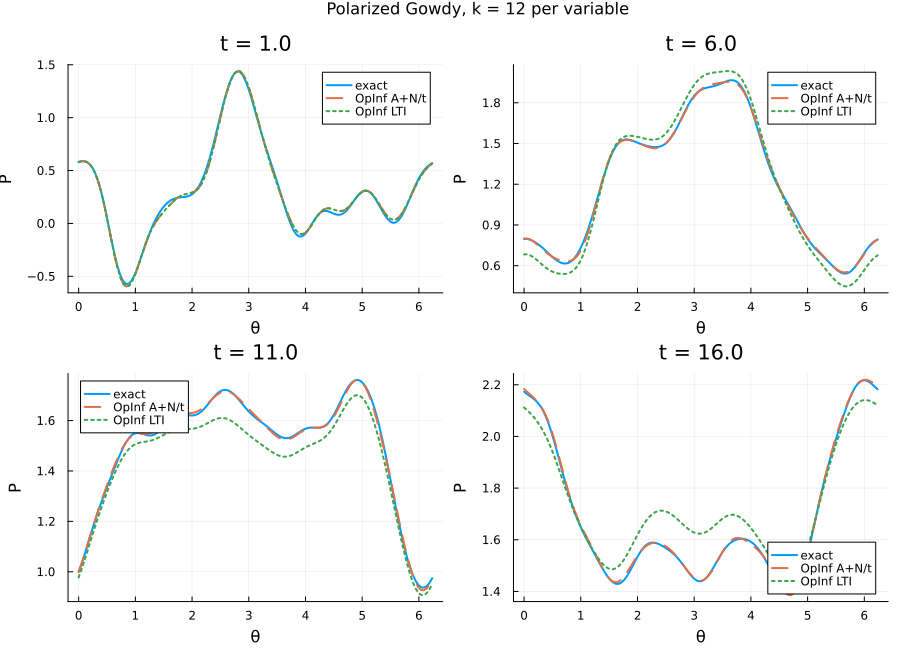 Polarized Gowdy, k = 12 per variable
t = 1.0
1.5
1.0
0.5
0.0
−0.5
P
0 1 2 3 4 5 6
θ
exact
OpInf A+N/t
OpInf LTI
t = 6.0
1.8
1.5
1.2
0.9
0.6
P
0 1 2 3 4 5 6
θ
exact
OpInf A+N/t
OpInf LTI
t = 11.0
1.6
1.4
1.2
1.0
P
0 1 2 3 4 5 6
θ
exact
OpInf A+N/t
OpInf LTI
t = 16.0
2.2
2.0
1.8
1.6
1.4
P
0 1 2 3 4 5 6
θ
exact
OpInf A+N/t
OpInf LTI